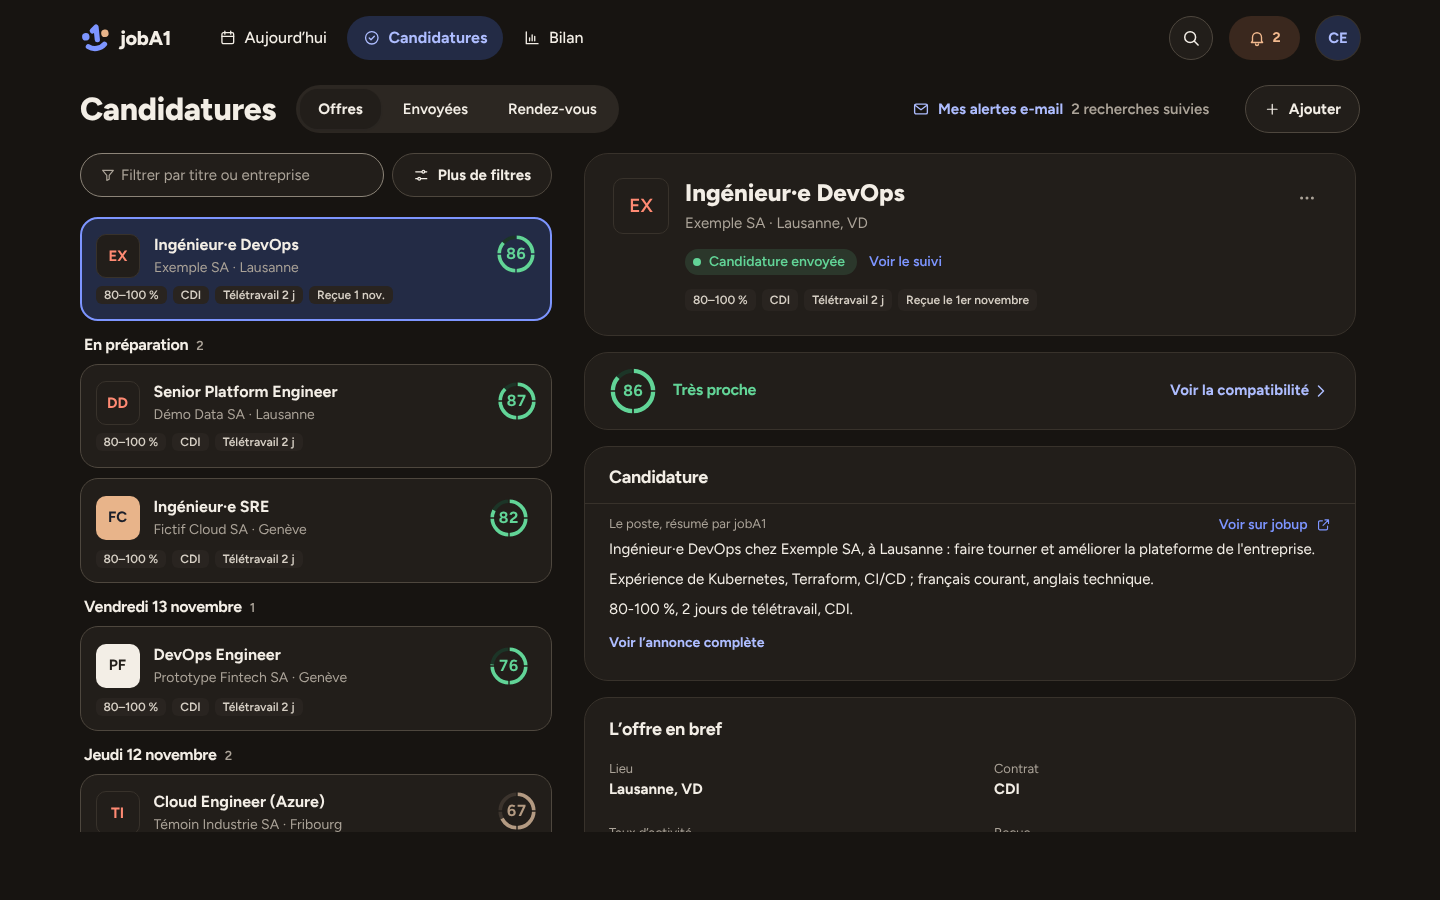 jobA1
Aujourd’hui
Candidatures
Bilan
2
CE
Candidatures
Offres
Envoyées
Rendez-vous
Mes alertes e-mail 2 recherches suivies
Ajouter
Filtrer par titre ou entreprise
Plus de filtres
EX
Ingénieur·e DevOps
Exemple SA · Lausanne
86
80–100 % CDI Télétravail 2 j Reçue 1 nov.
En préparation 2
DD
Senior Platform Engineer
Démo Data SA · Lausanne
87
80–100 % CDI Télétravail 2 j
FC
Ingénieur·e SRE
Fictif Cloud SA · Genève
82
80–100 % CDI Télétravail 2 j
Vendredi 13 novembre 1
PF
DevOps Engineer
Prototype Fintech SA · Genève
76
80–100 % CDI Télétravail 2 j
Jeudi 12 novembre 2
TI
Cloud Engineer (Azure)
Témoin Industrie SA · Fribourg
67
EX
Ingénieur·e DevOps
Exemple SA · Lausanne, VD
Candidature envoyée Voir le suivi
80–100 % CDI Télétravail 2 j Reçue le 1er novembre
86
Très proche
Voir la compatibilité
Candidature
Le poste, résumé par jobA1
Voir sur jobup
Ingénieur·e DevOps chez Exemple SA, à Lausanne : faire tourner et améliorer la plateforme de l'entreprise.
Expérience de Kubernetes, Terraform, CI/CD ; français courant, anglais technique.
80-100 %, 2 jours de télétravail, CDI.
Voir l’annonce complète
L’offre en bref
Lieu
Lausanne, VD
Contrat
CDI
Taux d’activité
Reçue